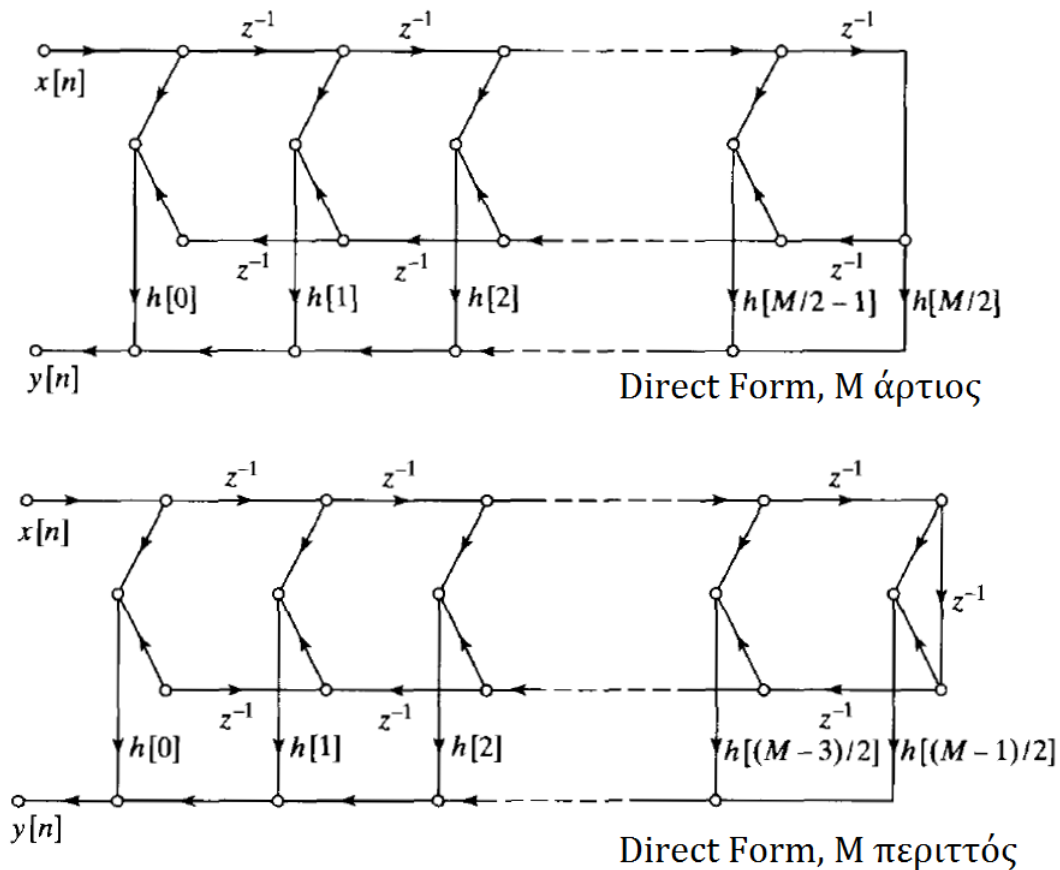 z⁻¹ z⁻¹ z⁻¹
x[n]
z⁻¹ z⁻¹ z⁻¹
h[0] h[1] h[2] h[M/2 − 1] h[M/2]
y[n]
Direct Form, M άρτιος
z⁻¹ z⁻¹ z⁻¹
x[n]
z⁻¹
z⁻¹ z⁻¹ z⁻¹
h[0] h[1] h[2] h[(M − 3)/2] h[(M − 1)/2]
y[n]
Direct Form, M περιττός